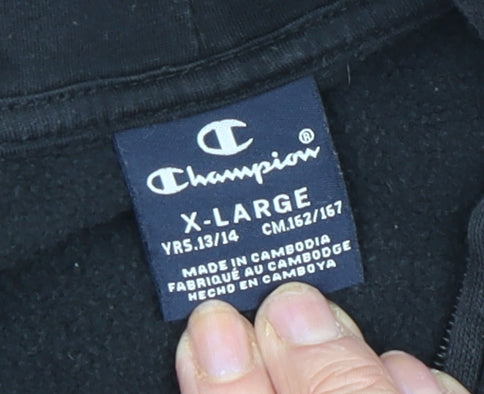 Champion®
X-LARGE
YRS.13/14 CM.162/167
MADE IN CAMBODIA
FABRIQUÉ AU CAMBODGE
HECHO EN CAMBOYA